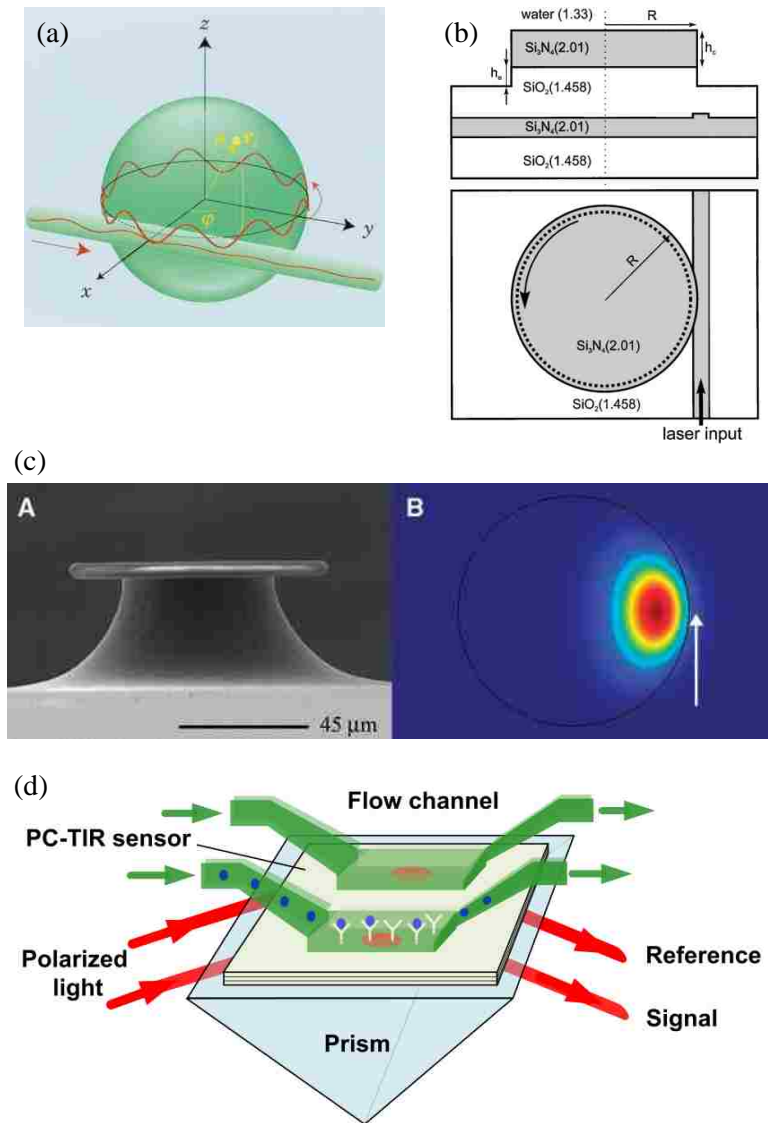 (a)
z
y
x
φ
(b)
water (1.33)
R
Si₃N₄(2.01)
hₑ
SiO₂(1.458)
Si₃N₄(2.01)
SiO₂(1.458)
R
Si₃N₄(2.01)
SiO₂(1.458)
laser input
(c)
A
B
45 µm
(d)
Flow channel
PC-TIR sensor
Polarized
light
Reference
Signal
Prism